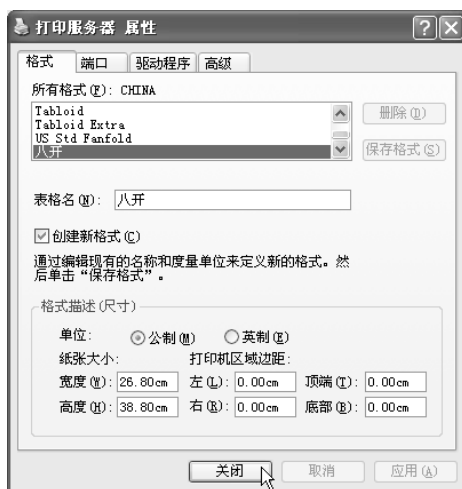 打印服务器 属性
格式 端口 驱动程序 高级
所有格式(F): CHINA
Tabloid
Tabloid Extra
US Std Fanfold
八开
删除(D)
保存格式(S)
表格名(N): 八开
创建新格式(C)
通过编辑现有的名称和度量单位来定义新的格式。然
后单击“保存格式”。
格式描述(尺寸)
单位: 公制(M) 英制(E)
纸张大小: 打印机区域边距:
宽度(W): 26.80cm 左(L): 0.00cm 顶端(T): 0.00cm
高度(H): 38.80cm 右(R): 0.00cm 底部(B): 0.00cm
关闭 取消 应用(A)